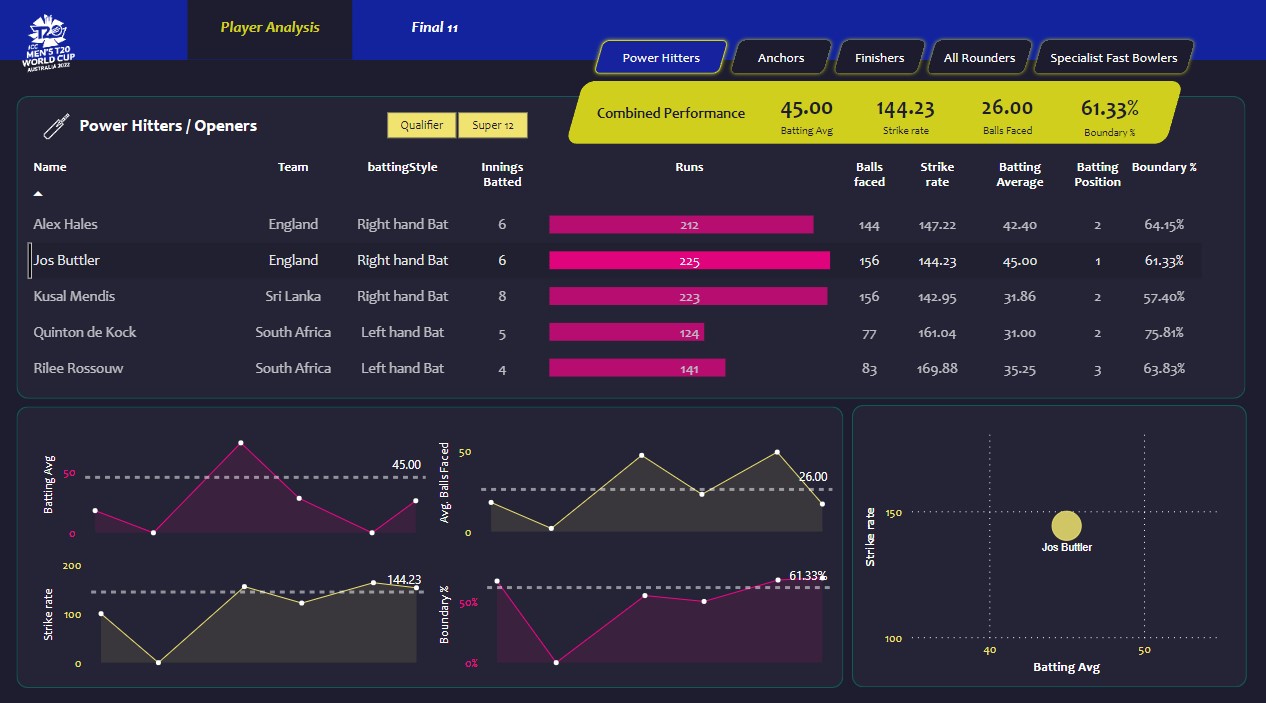 Player Analysis
Final 11
ICC
MEN'S T20
WORLD CUP
AUSTRALIA 2022
Power Hitters
Anchors
Finishers
All Rounders
Specialist Fast Bowlers
Combined Performance
45.00
Batting Avg
144.23
Strike rate
26.00
Balls Faced
61.33%
Boundary %
Power Hitters / Openers
Qualifier
Super 12
Name Team battingStyle Innings Batted Runs Balls faced Strike rate Batting Average Batting Position Boundary %
Alex Hales England Right hand Bat 6 212 144 147.22 42.40 2 64.15%
Jos Buttler England Right hand Bat 6 225 156 144.23 45.00 1 61.33%
Kusal Mendis Sri Lanka Right hand Bat 8 223 156 142.95 31.86 2 57.40%
Quinton de Kock South Africa Left hand Bat 5 124 77 161.04 31.00 2 75.81%
Rilee Rossouw South Africa Left hand Bat 4 141 83 169.88 35.25 3 63.83%
Batting Avg
50
0
45.00
Avg. Balls Faced
50
0
26.00
Strike rate
200
100
0
144.23
Boundary %
50%
0%
61.33%
Strike rate
150
100
Jos Buttler
40
50
Batting Avg